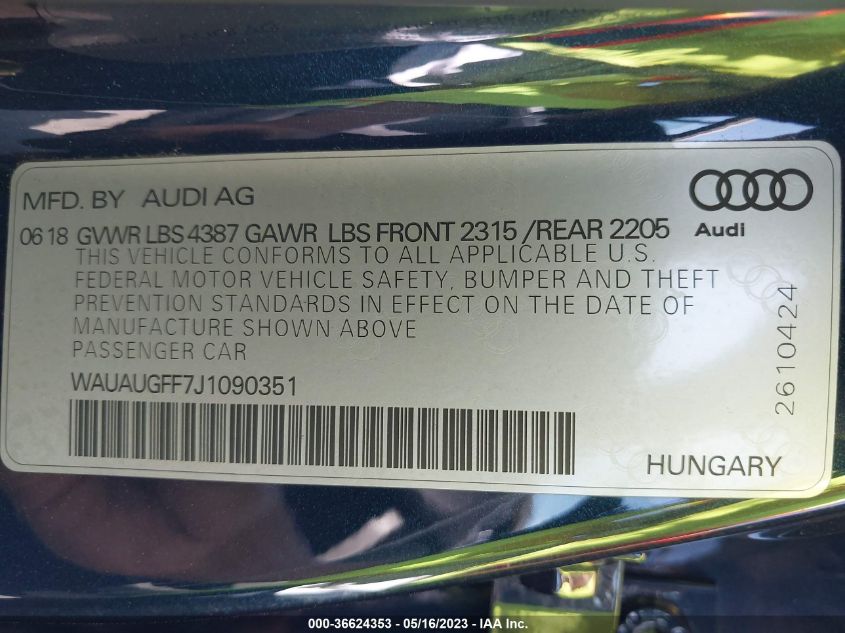 MFD. BY AUDI AG
Audi
06 18 GVWR LBS 4387 GAWR LBS FRONT 2315 /REAR 2205
THIS VEHICLE CONFORMS TO ALL APPLICABLE U.S.
FEDERAL MOTOR VEHICLE SAFETY, BUMPER AND THEFT
PREVENTION STANDARDS IN EFFECT ON THE DATE OF
MANUFACTURE SHOWN ABOVE
PASSENGER CAR
WAUAUGFF7J1090351
2610424
HUNGARY
000-36624353 - 05/16/2023 - IAA Inc.